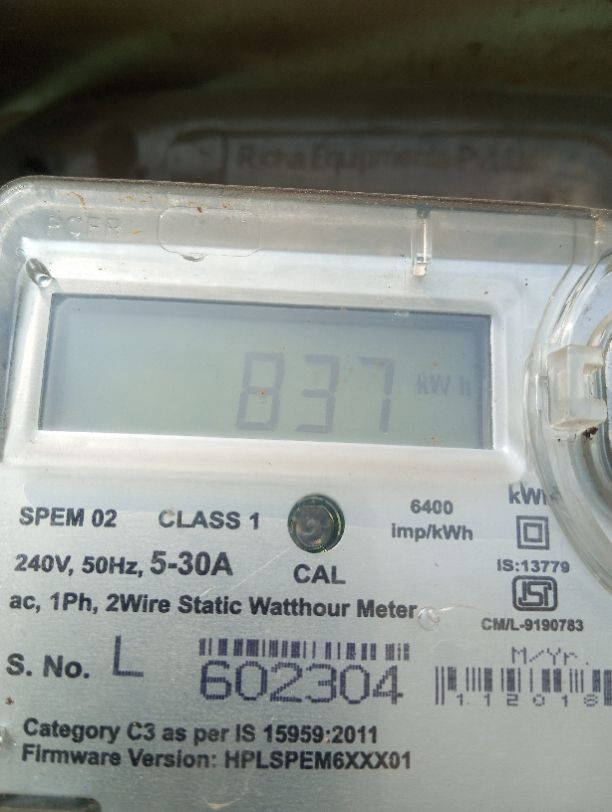 Richa Equipments Pvt
837 kWh
SPEM 02 CLASS 1 6400 imp/kWh kWh
240V, 50Hz, 5-30A CAL IS:13779
ac, 1Ph, 2Wire Static Watthour Meter CM/L-9190783
S. No. L 602304 M/Yr.
112018
Category C3 as per IS 15959:2011
Firmware Version: HPLSPEM6XXX01